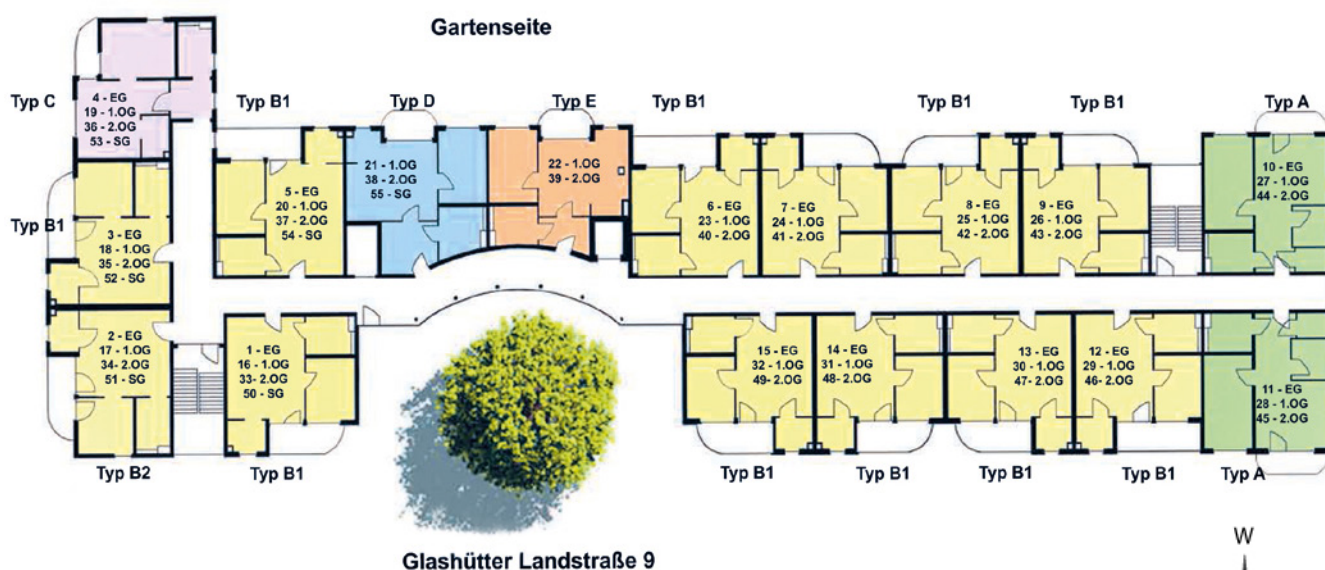 Gartenseite
Typ C
4 - EG
19 - 1.OG
36 - 2.OG
53 - SG
Typ B1
5 - EG
20 - 1.OG
37 - 2.OG
54 - SG
Typ D
21 - 1.OG
38 - 2.OG
55 - SG
Typ E
22 - 1.OG
39 - 2.OG
Typ B1
6 - EG
23 - 1.OG
40 - 2.OG
7 - EG
24 - 1.OG
41 - 2.OG
Typ B1
8 - EG
25 - 1.OG
42 - 2.OG
Typ B1
9 - EG
26 - 1.OG
43 - 2.OG
Typ A
10 - EG
27 - 1.OG
44 - 2.OG
Typ B1
3 - EG
18 - 1.OG
35 - 2.OG
52 - SG
2 - EG
17 - 1.OG
34- 2.OG
51 - SG
Typ B2
1 - EG
16 - 1.OG
33- 2.OG
50 - SG
Typ B1
15 - EG
32 - 1.OG
49- 2.OG
Typ B1
14 - EG
31 - 1.OG
48- 2.OG
Typ B1
13 - EG
30 - 1.OG
47- 2.OG
Typ B1
12 - EG
29 - 1.OG
46- 2.OG
Typ B1
11 - EG
28 - 1.OG
45 - 2.OG
Typ A
Glashütter Landstraße 9
W